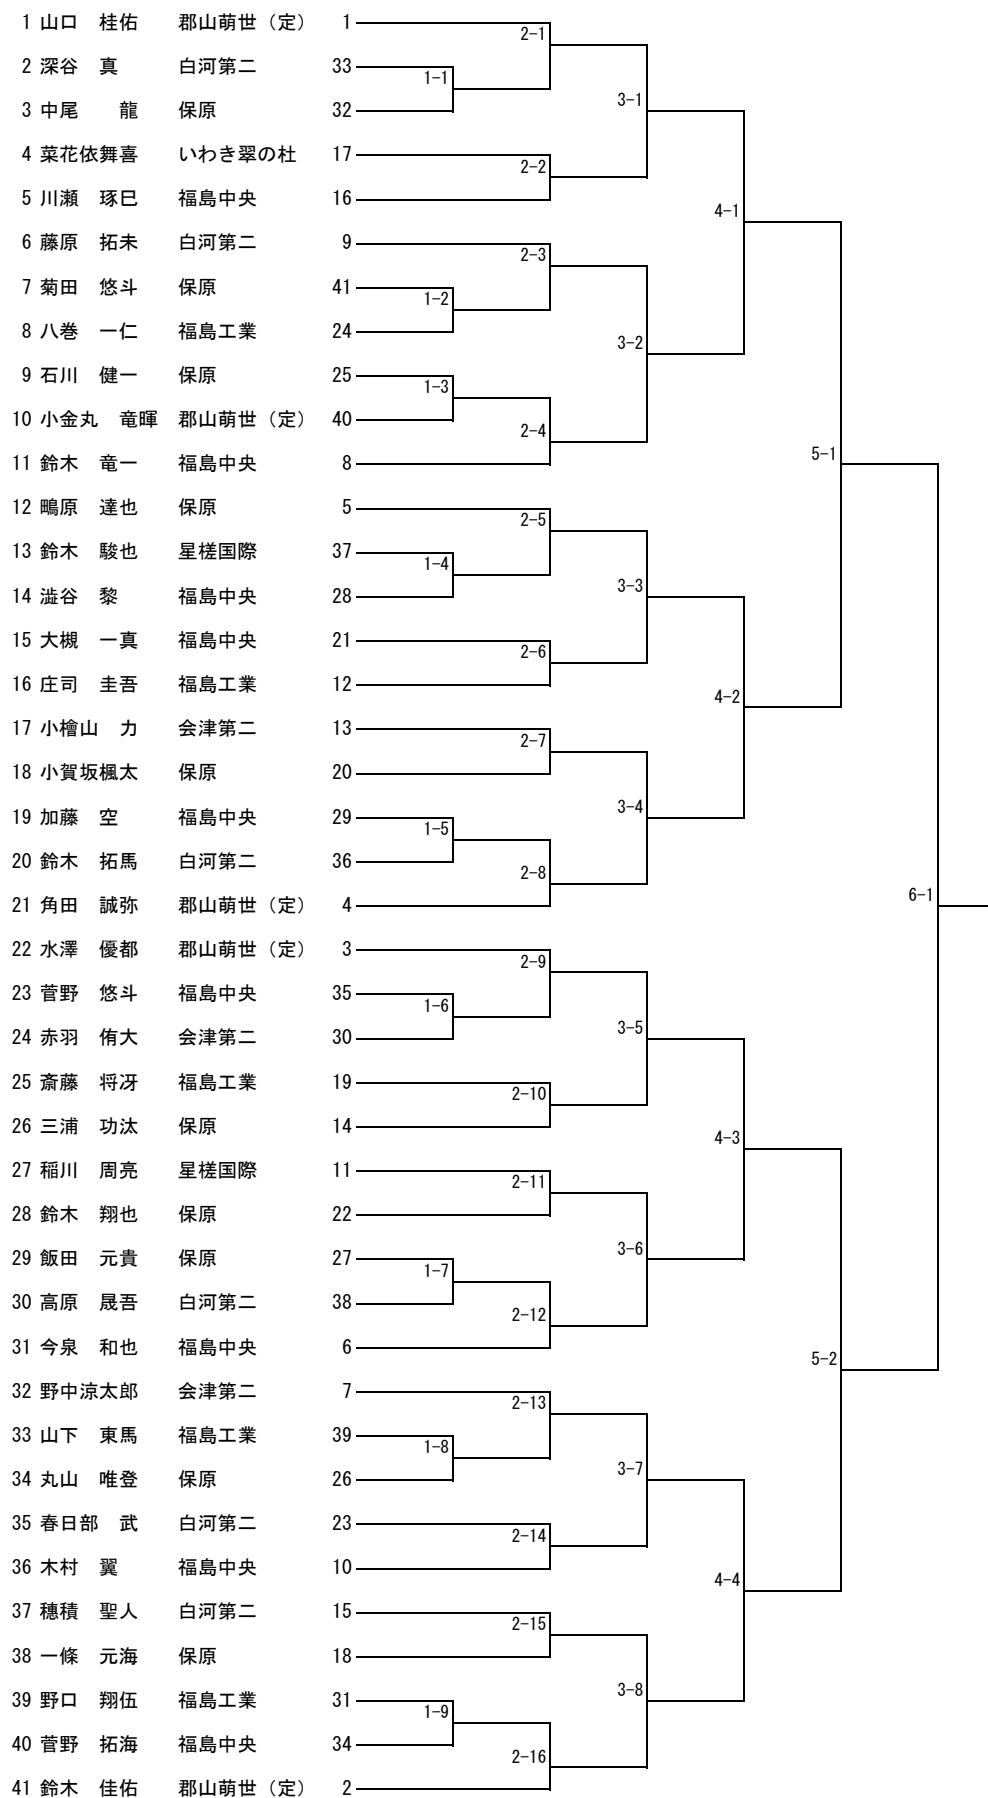 1 山口　桂佑　郡山萌世（定）　1
2-1
2 深谷　真　白河第二　33
1-1
3 中尾　　龍　保原　32
3-1
4 菜花依舞喜　いわき翠の杜　17
2-2
5 川瀬　琢巳　福島中央　16
4-1
6 藤原　拓未　白河第二　9
2-3
7 菊田　悠斗　保原　41
1-2
8 八巻　一仁　福島工業　24
3-2
9 石川　健一　保原　25
1-3
10 小金丸　竜暉　郡山萌世（定）　40
2-4
11 鈴木　竜一　福島中央　8
5-1
12 鴫原　達也　保原　5
2-5
13 鈴木　駿也　星槎国際　37
1-4
14 澁谷　黎　福島中央　28
3-3
15 大槻　一真　福島中央　21
2-6
16 庄司　圭吾　福島工業　12
4-2
17 小檜山　力　会津第二　13
2-7
18 小賀坂楓太　保原　20
3-4
19 加藤　空　福島中央　29
1-5
20 鈴木　拓馬　白河第二　36
2-8
21 角田　誠弥　郡山萌世（定）　4
6-1
22 水澤　優都　郡山萌世（定）　3
2-9
23 菅野　悠斗　福島中央　35
1-6
24 赤羽　侑大　会津第二　30
3-5
25 斎藤　将冴　福島工業　19
2-10
26 三浦　功汰　保原　14
4-3
27 稲川　周亮　星槎国際　11
2-11
28 鈴木　翔也　保原　22
3-6
29 飯田　元貴　保原　27
1-7
30 高原　晟吾　白河第二　38
2-12
31 今泉　和也　福島中央　6
5-2
32 野中涼太郎　会津第二　7
2-13
33 山下　東馬　福島工業　39
1-8
34 丸山　唯登　保原　26
3-7
35 春日部　武　白河第二　23
2-14
36 木村　翼　福島中央　10
4-4
37 穂積　聖人　白河第二　15
2-15
38 一條　元海　保原　18
3-8
39 野口　翔伍　福島工業　31
1-9
40 菅野　拓海　福島中央　34
2-16
41 鈴木　佳佑　郡山萌世（定）　2